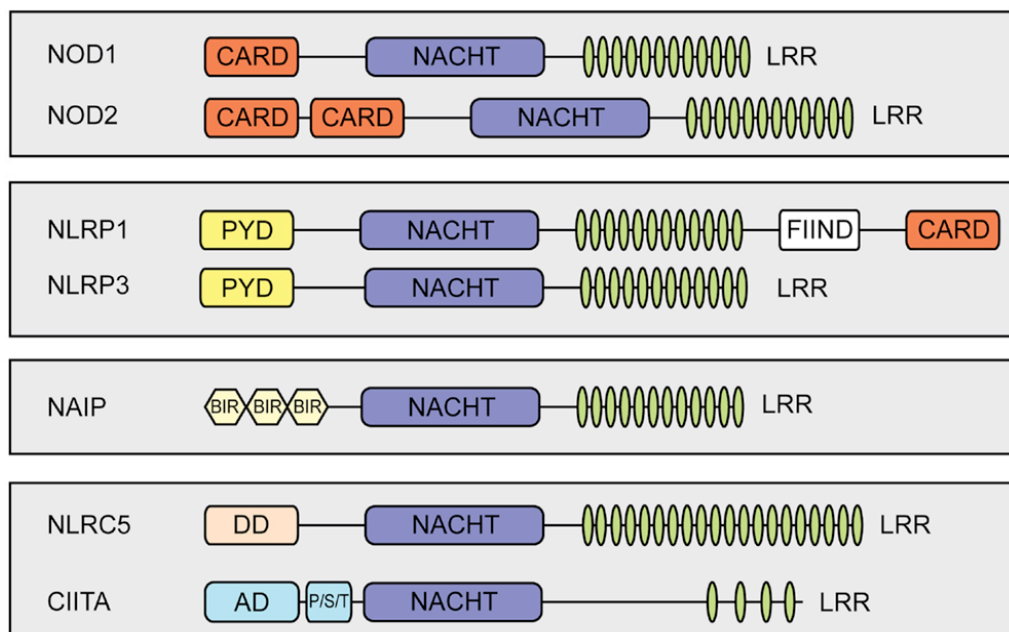 NOD1 CARD NACHT LRR
NOD2 CARD CARD NACHT LRR
NLRP1 PYD NACHT FIIND CARD
NLRP3 PYD NACHT LRR
NAIP BIR BIR BIR NACHT LRR
NLRC5 DD NACHT LRR
CIITA AD P/S/T NACHT LRR